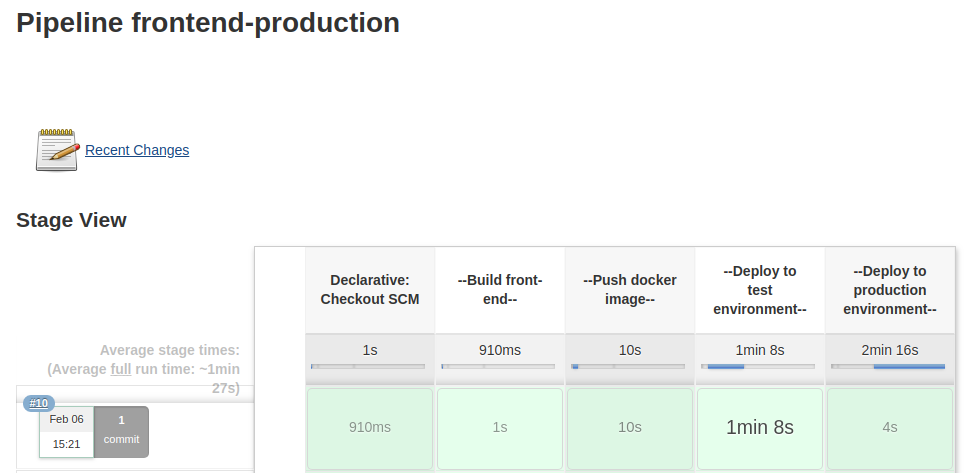 Pipeline frontend-production
Recent Changes
Stage View
Declarative:
Checkout SCM
--Build front-
end--
--Push docker
image--
--Deploy to
test
environment--
--Deploy to
production
environment--
Average stage times:
(Average full run time: ~1min
27s)
1s
910ms
10s
1min 8s
2min 16s
#10
Feb 06
15:21
1
commit
910ms
1s
10s
1min 8s
4s